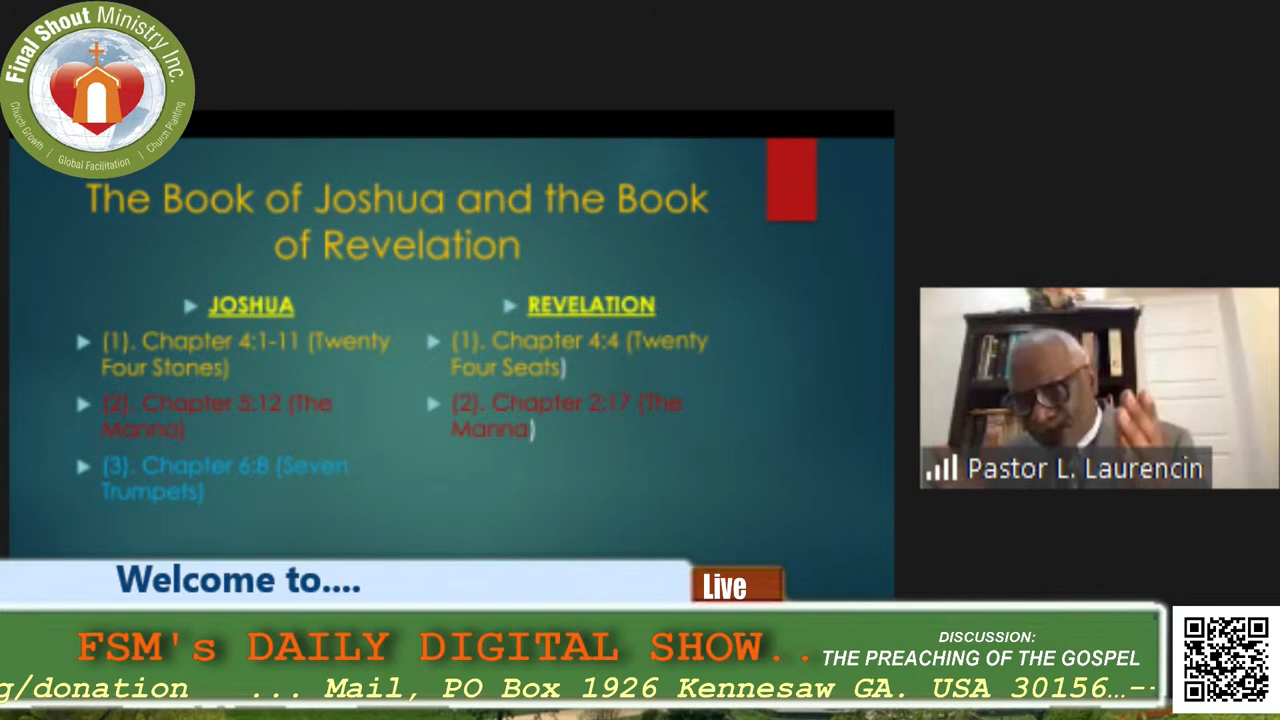 Final Shout Ministry Inc.
Church Growth | Global Facilitation | Church Planting
The Book of Joshua and the Book
of Revelation
JOSHUA
(1). Chapter 4:1-11 (Twenty
Four Stones)
(2). Chapter 5:12 (The
Manna)
(3). Chapter 6:8 (Seven
Trumpets)
REVELATION
(1). Chapter 4:4 (Twenty
Four Seats)
(2). Chapter 2:17 (The
Manna)
Pastor L. Laurencin
Welcome to....
Live
FSM's DAILY DIGITAL SHOW..
DISCUSSION:
THE PREACHING OF THE GOSPEL
g/donation ... Mail, PO Box 1926 Kennesaw GA. USA 30156…--